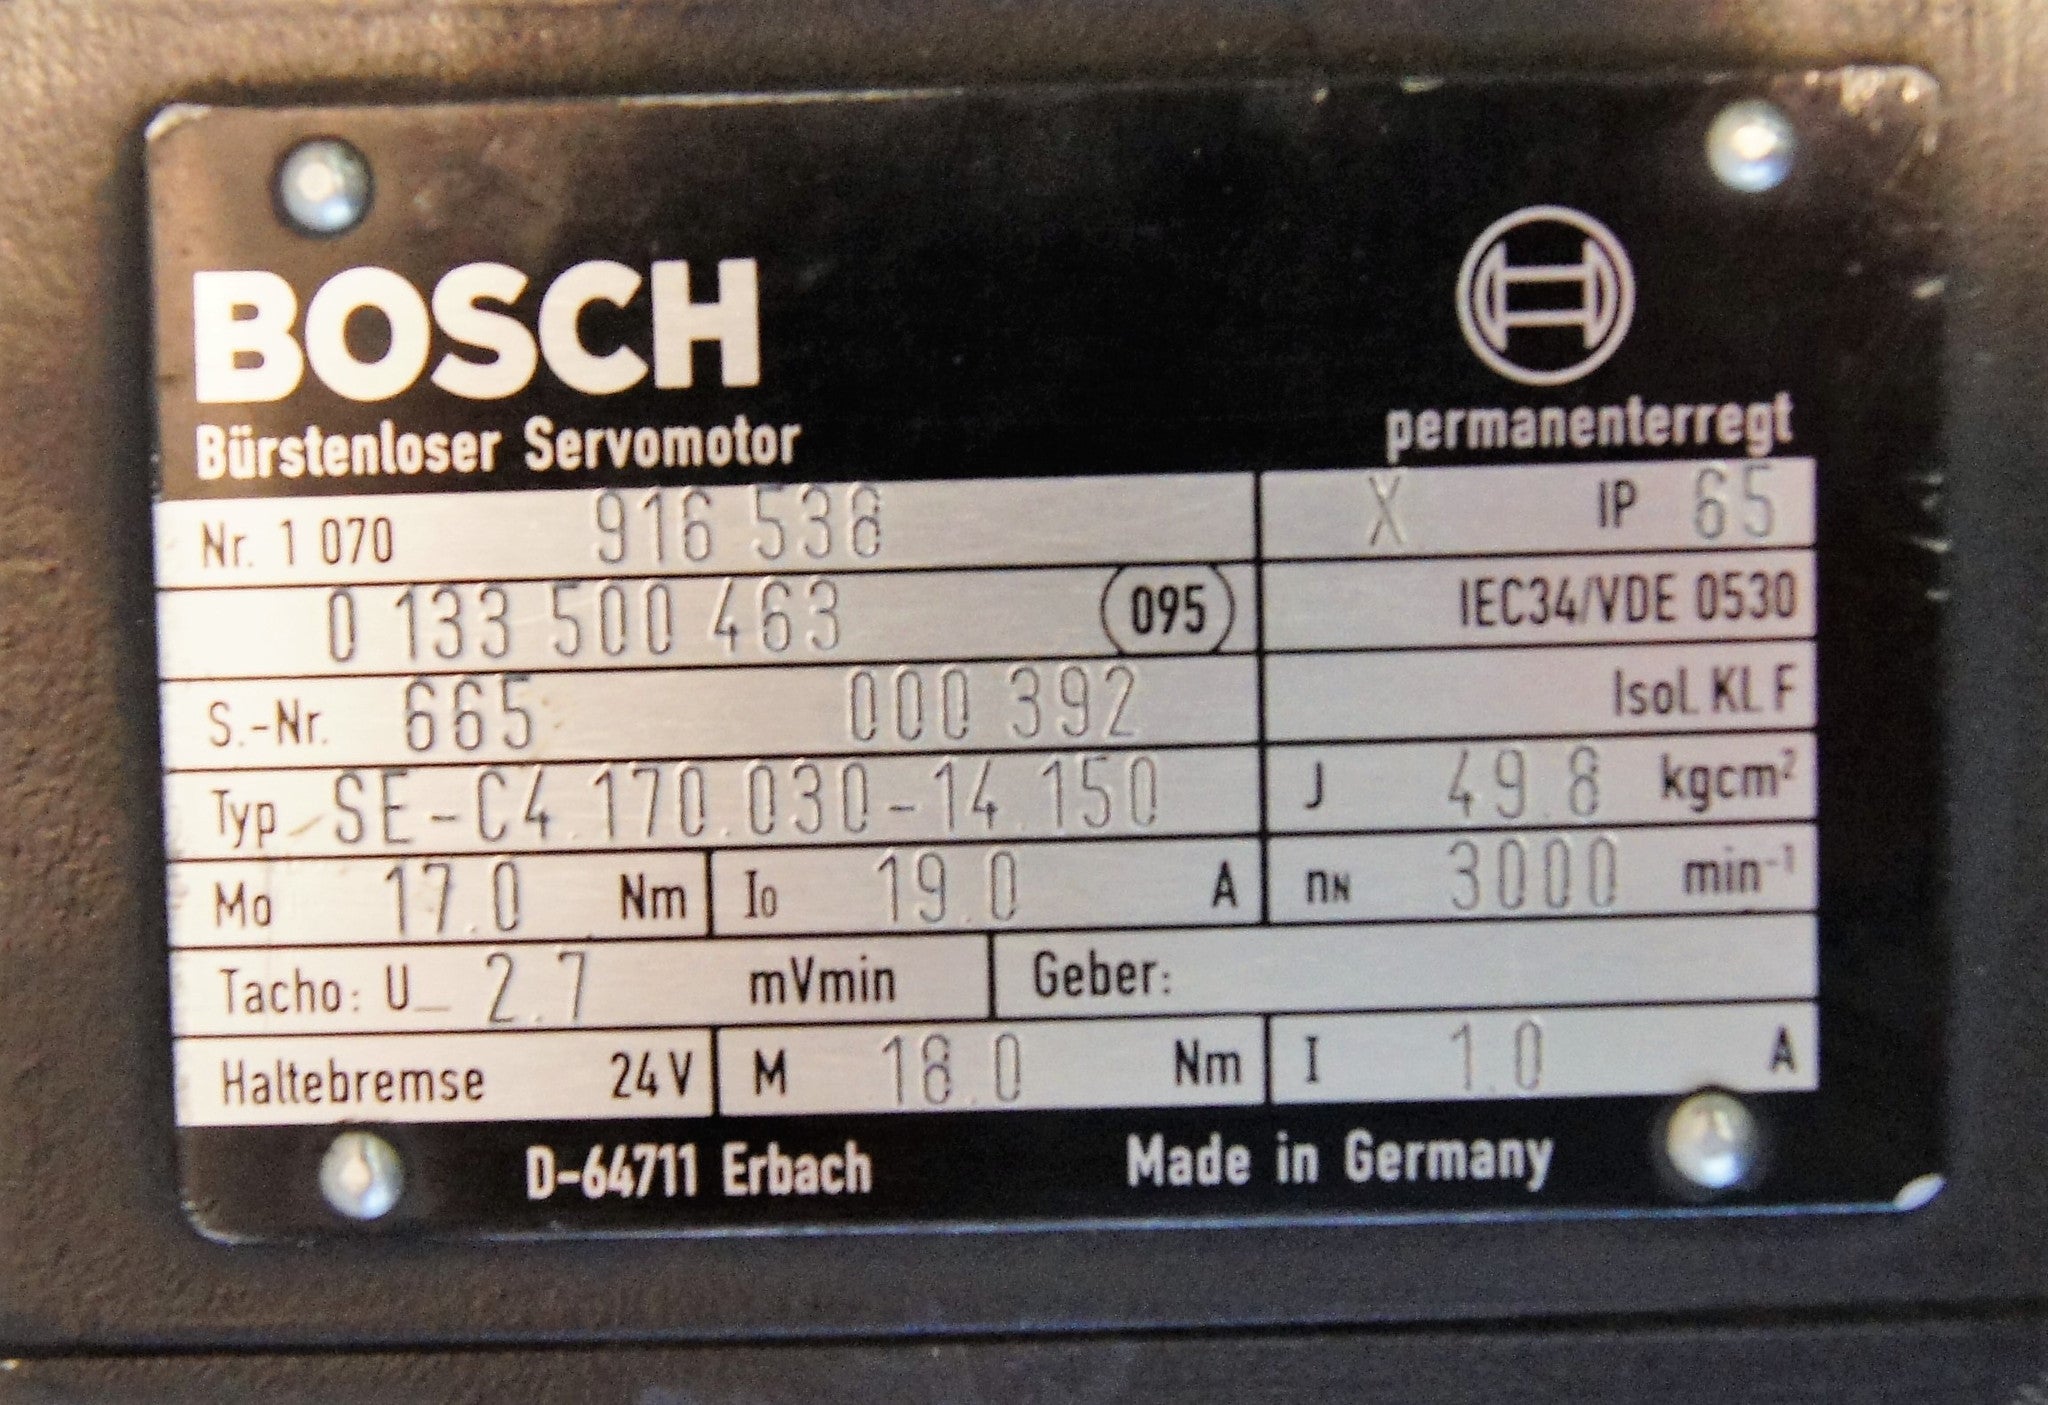 BOSCH
Bürstenloser Servomotor permanenterregt
Nr. 1 070 916 538 X IP 65
0 133 500 463 095 IEC34/VDE 0530
S.-Nr. 665 000 392 Isol. KL F
Typ SE-C4.170.030-14.150 J 49.8 kgcm²
Mo 17.0 Nm I0 19.0 A nN 3000 min⁻¹
Tacho: U_ 2.7 mVmin Geber:
Haltebremse 24V M 18.0 Nm I 1.0 A
D-64711 Erbach Made in Germany